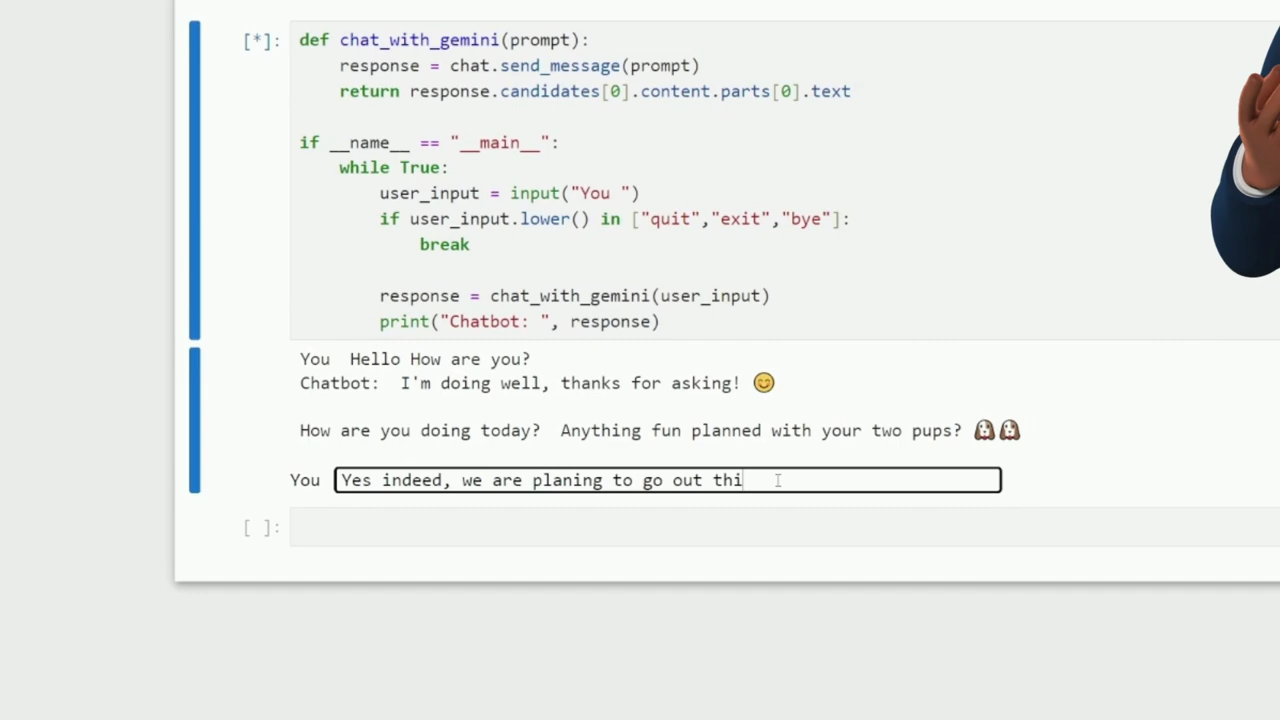 [*]: def chat_with_gemini(prompt):
response = chat.send_message(prompt)
return response.candidates[0].content.parts[0].text
if __name__ == "__main__":
while True:
user_input = input("You ")
if user_input.lower() in ["quit","exit","bye"]:
break
response = chat_with_gemini(user_input)
print("Chatbot: ", response)
You  Hello How are you?
Chatbot:  I'm doing well, thanks for asking! 😊
How are you doing today?  Anything fun planned with your two pups? 🐶🐶
You Yes indeed, we are planing to go out thi
[ ]: